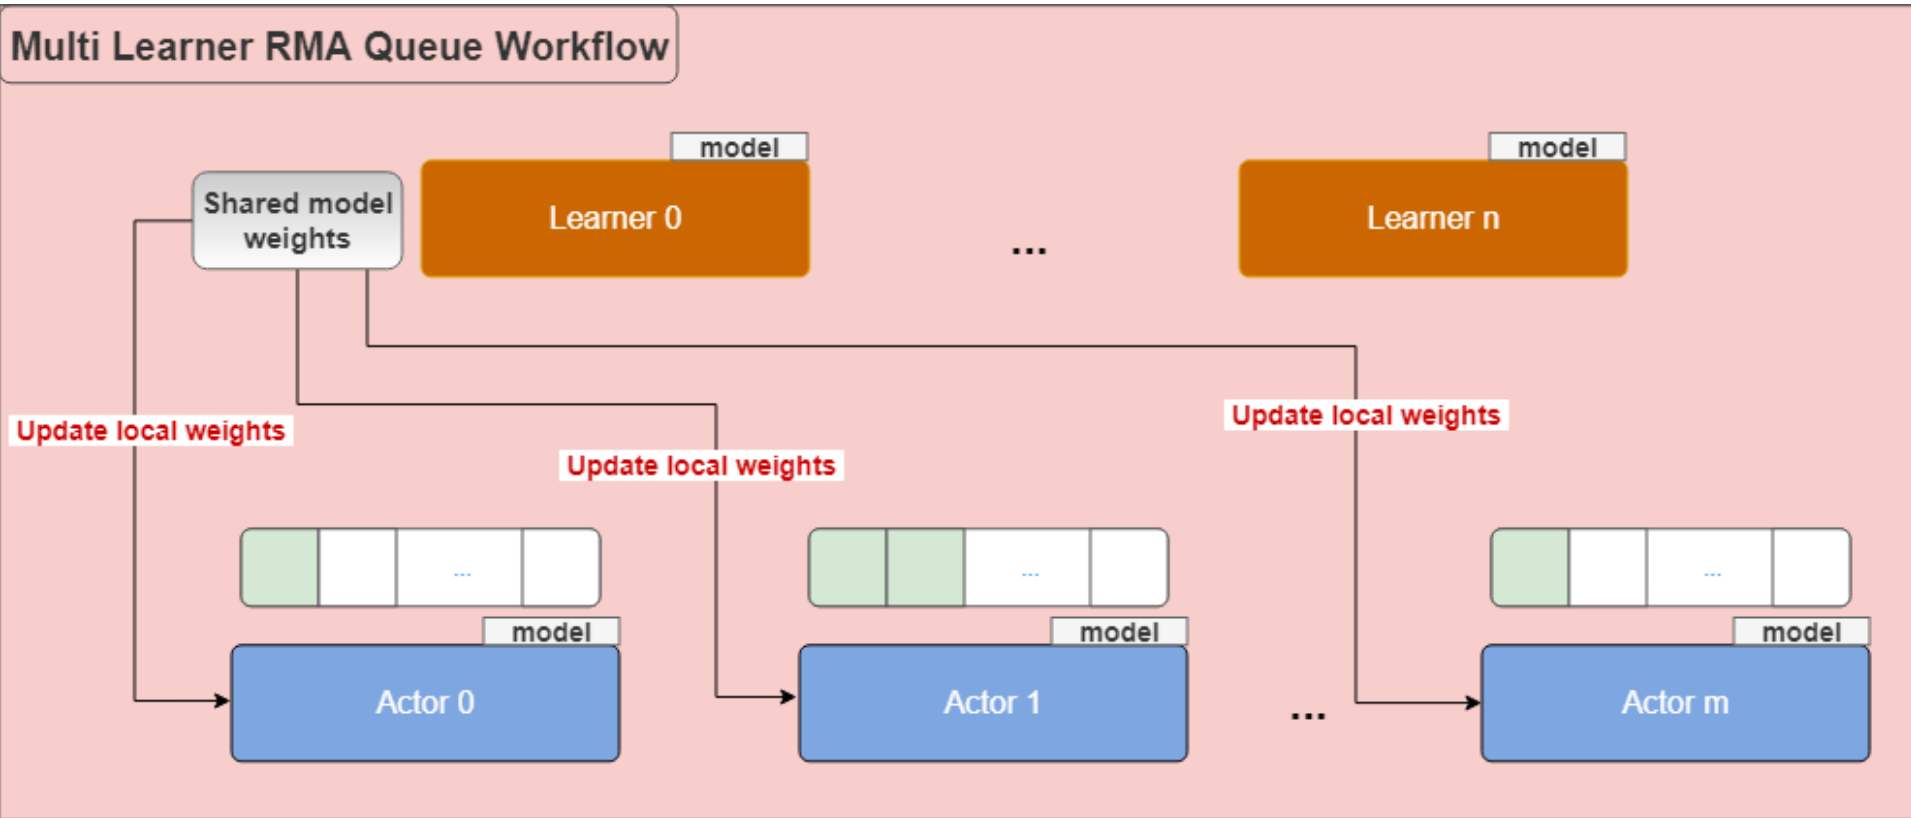 Multi Learner RMA Queue Workflow
model
model
Shared model
weights
Learner 0
...
Learner n
Update local weights
Update local weights
Update local weights
...
...
...
model
model
model
Actor 0
Actor 1
...
Actor m